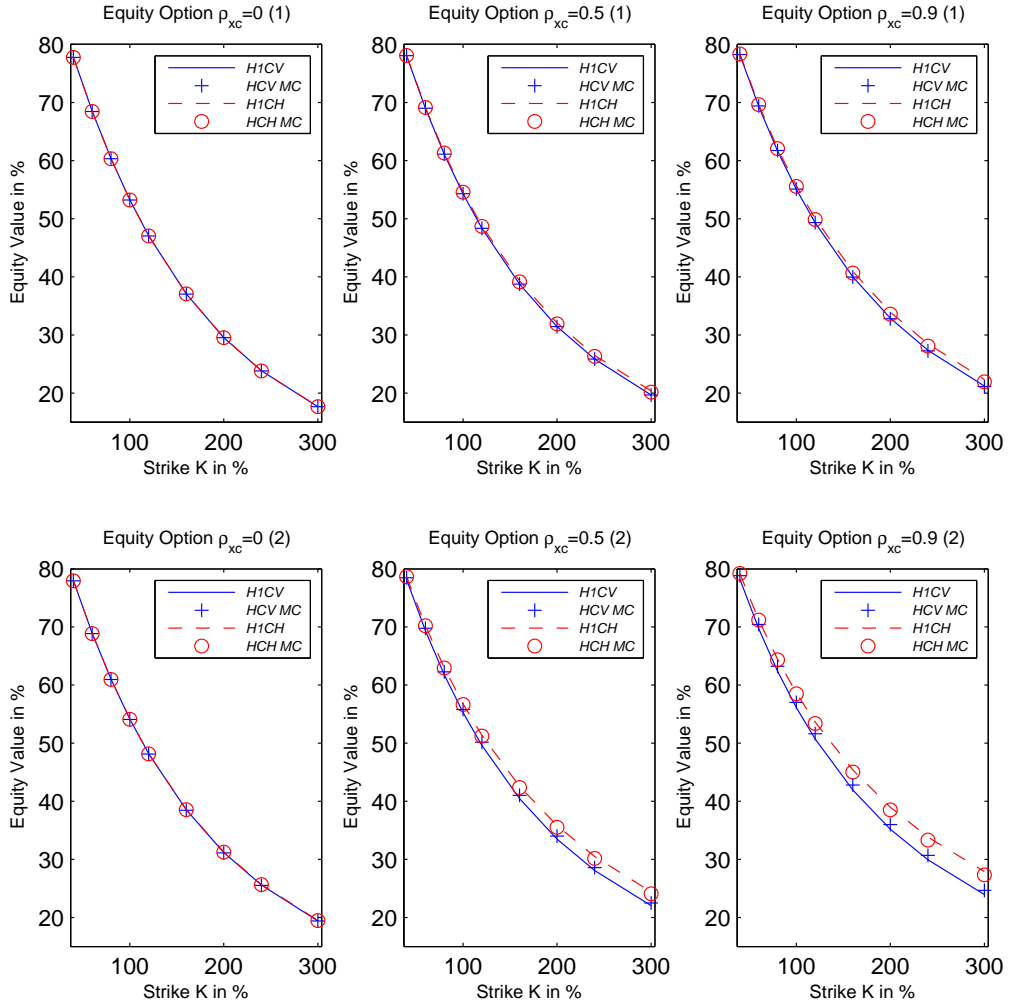 Equity Option ρxc=0 (1)
80
70
60
50
40
30
20
Equity Value in %
H1CV
HCV MC
H1CH
HCH MC
100 200 300
Strike K in %
Equity Option ρxc=0.5 (1)
80
70
60
50
40
30
20
Equity Value in %
H1CV
HCV MC
H1CH
HCH MC
100 200 300
Strike K in %
Equity Option ρxc=0.9 (1)
80
70
60
50
40
30
20
Equity Value in %
H1CV
HCV MC
H1CH
HCH MC
100 200 300
Strike K in %
Equity Option ρxc=0 (2)
80
70
60
50
40
30
20
Equity Value in %
H1CV
HCV MC
H1CH
HCH MC
100 200 300
Strike K in %
Equity Option ρxc=0.5 (2)
80
70
60
50
40
30
20
Equity Value in %
H1CV
HCV MC
H1CH
HCH MC
100 200 300
Strike K in %
Equity Option ρxc=0.9 (2)
80
70
60
50
40
30
20
Equity Value in %
H1CV
HCV MC
H1CH
HCH MC
100 200 300
Strike K in %